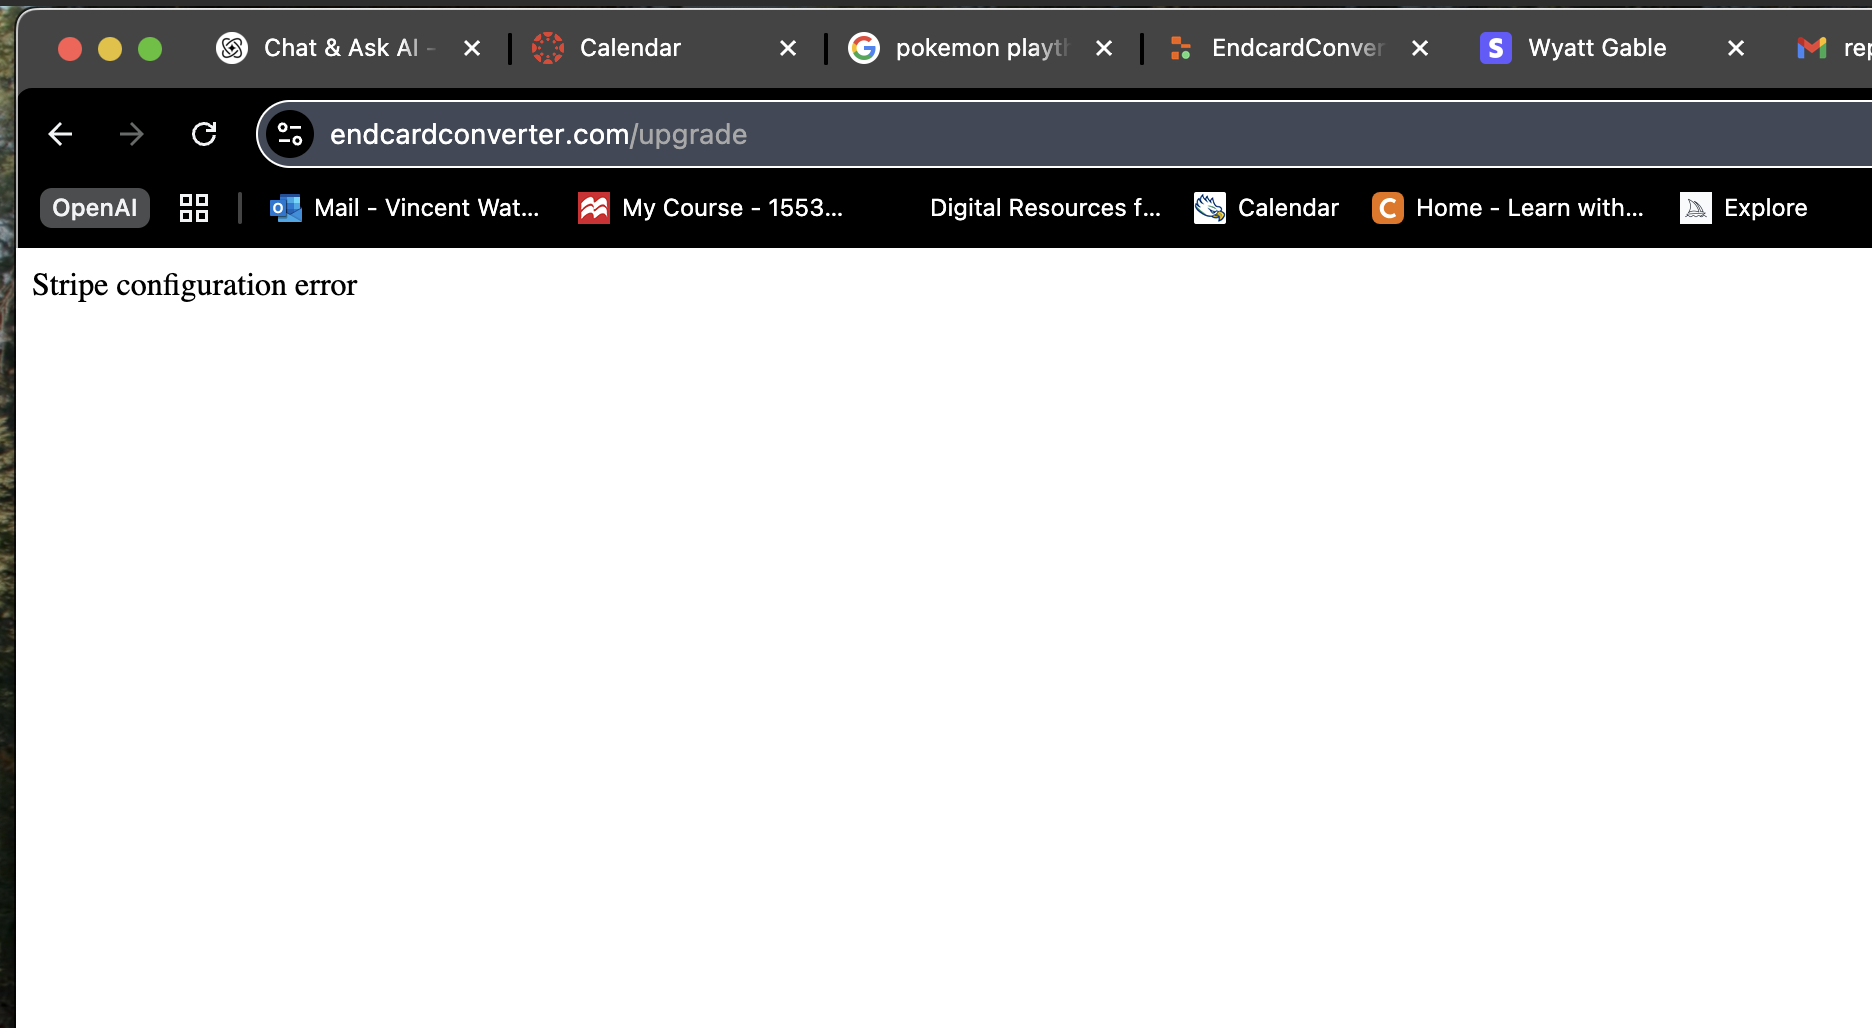 Chat & Ask AI -
Calendar
pokemon playth
EndcardConver
S
Wyatt Gable
rep
endcardconverter.com/upgrade
OpenAI
Mail - Vincent Wat...
My Course - 1553...
Digital Resources f...
Calendar
C
Home - Learn with...
Explore
Stripe configuration error